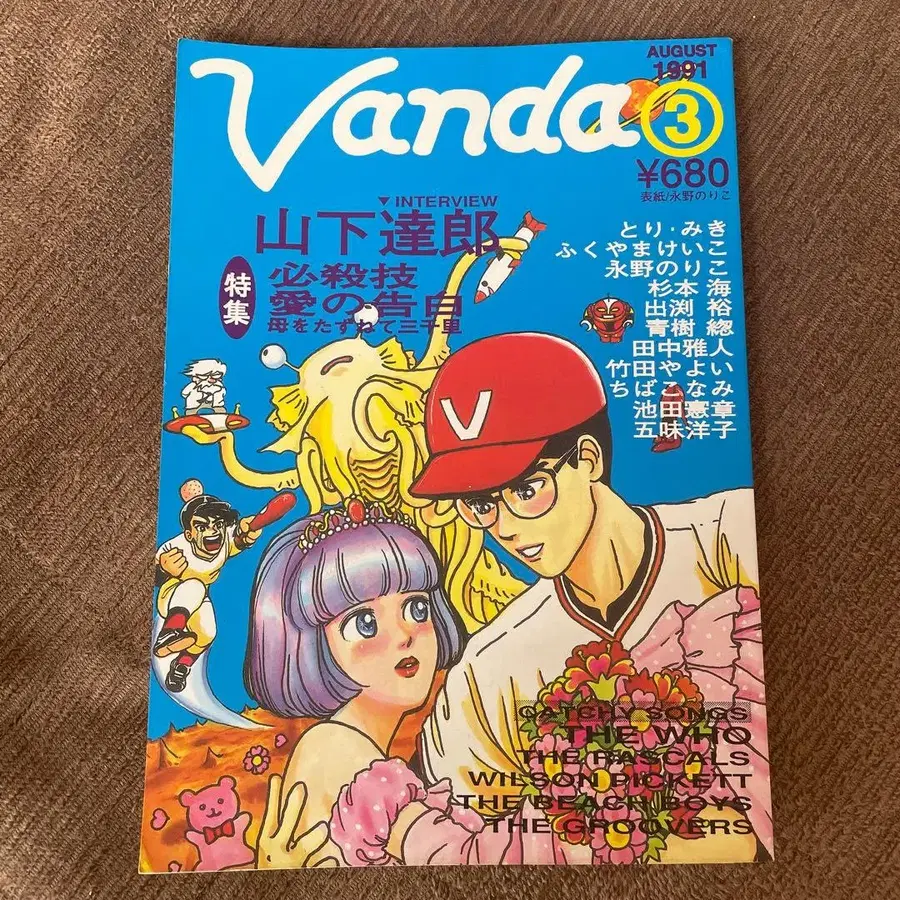 AUGUST
1991
Vanda
3
¥680
表紙/永野のりこ
▼INTERVIEW
山下達郎
特集
必殺技
愛の告白
母をたずねて三千里
とり・みき
ふくやまけいこ
永野のりこ
杉本 海
出渕 裕
青樹 緫
田中雅人
竹田やよい
ちばこなみ
池田憲章
五味洋子
V
CATCHY SONGS
THE WHO
THE RASCALS
WILSON PICKETT
THE BEACH BOYS
THE GROOVERS